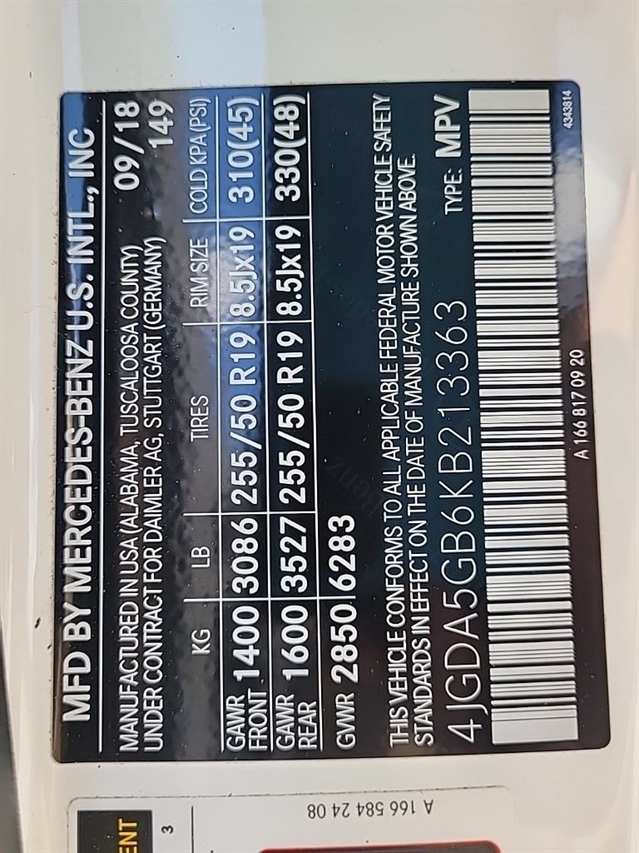 MFD BY MERCEDES-BENZ U.S. INTL., INC
MANUFACTURED IN USA (ALABAMA, TUSCALOOSA COUNTY) 09/18
UNDER CONTRACT FOR DAIMLER AG, STUTTGART (GERMANY) 149
KG LB TIRES RIM SIZE COLD KPA (PSI)
GAWR FRONT 1400 3086 255/50 R19 8.5Jx19 310(45)
GAWR REAR 1600 3527 255/50 R19 8.5Jx19 330(48)
GVWR 2850 6283
THIS VEHICLE CONFORMS TO ALL APPLICABLE FEDERAL MOTOR VEHICLE SAFETY
STANDARDS IN EFFECT ON THE DATE OF MANUFACTURE SHOWN ABOVE.
4JGDA5GB6KB213363 TYPE: MPV
A 166 817 09 20
4343814
A 166 584 24 08
ENT
3